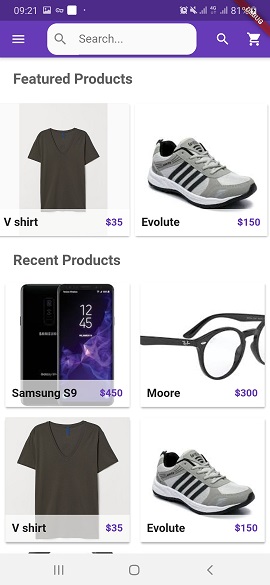 09:21 81%
DEBUG
Search...
Featured Products
V shirt $35 Evolute $150
Recent Products
12
45
Samsung S9 $450 Moore $300
V shirt $35 Evolute $150